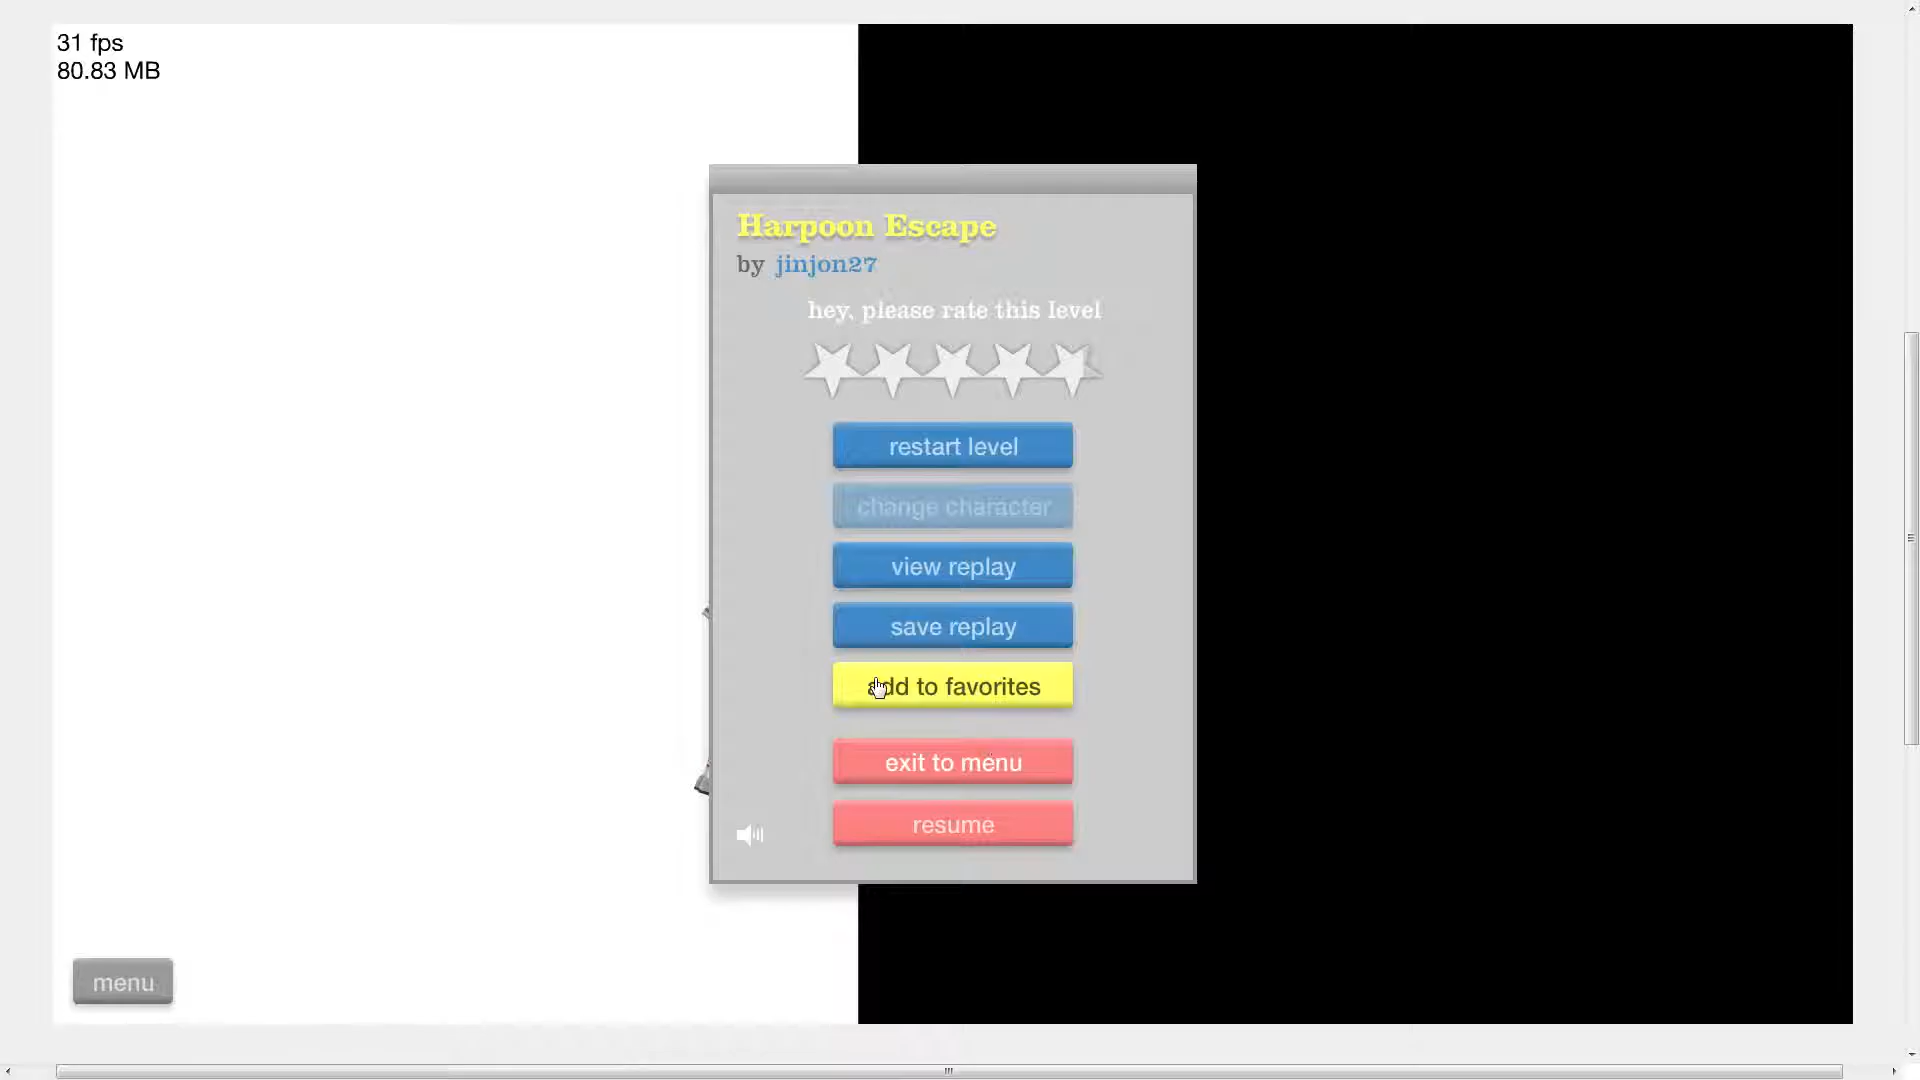 31 fps
80.83 MB
Harpoon Escape
by jinjon27
hey, please rate this level
restart level
change character
view replay
save replay
add to favorites
exit to menu
resume
menu